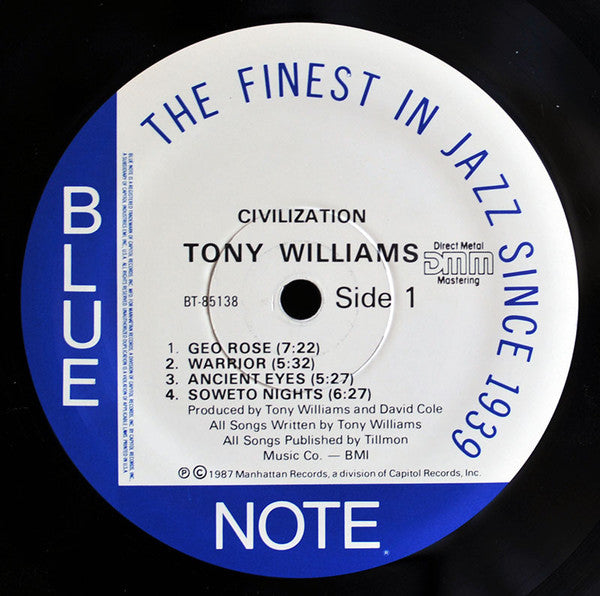 THE FINEST IN JAZZ SINCE 1939
BLUE
CIVILIZATION
TONY WILLIAMS
Direct Metal
DMM
Mastering
BT-85138
Side 1
1. GEO ROSE (7:22)
2. WARRIOR (5:32)
3. ANCIENT EYES (5:27)
4. SOWETO NIGHTS (6:27)
Produced by Tony Williams and David Cole
All Songs Written by Tony Williams
All Songs Published by Tillmon
Music Co. — BMI
℗ © 1987 Manhattan Records, a division of Capitol Records, Inc.
NOTE
®